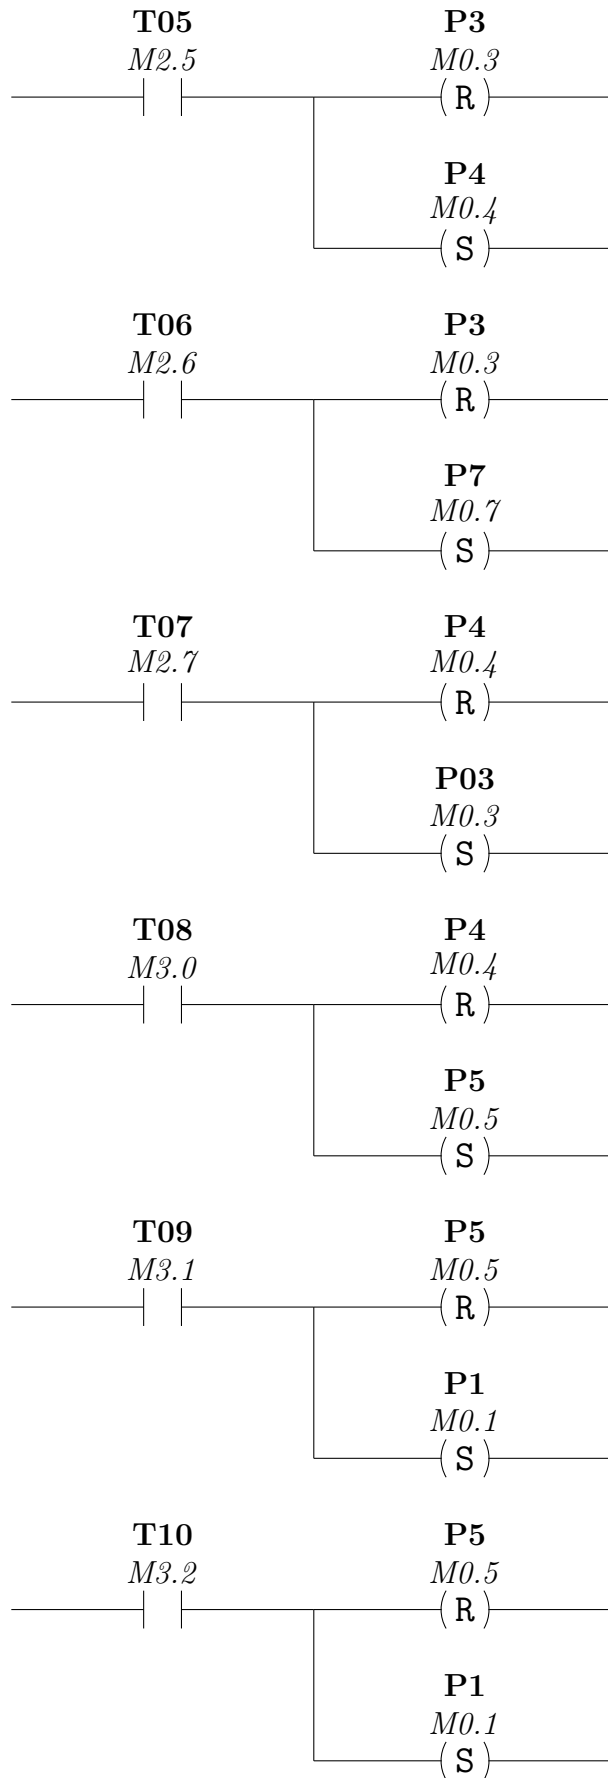 T05 P3
M2.5 M0.3
R
P4
M0.4
S
T06 P3
M2.6 M0.3
R
P7
M0.7
S
T07 P4
M2.7 M0.4
R
P03
M0.3
S
T08 P4
M3.0 M0.4
R
P5
M0.5
S
T09 P5
M3.1 M0.5
R
P1
M0.1
S
T10 P5
M3.2 M0.5
R
P1
M0.1
S